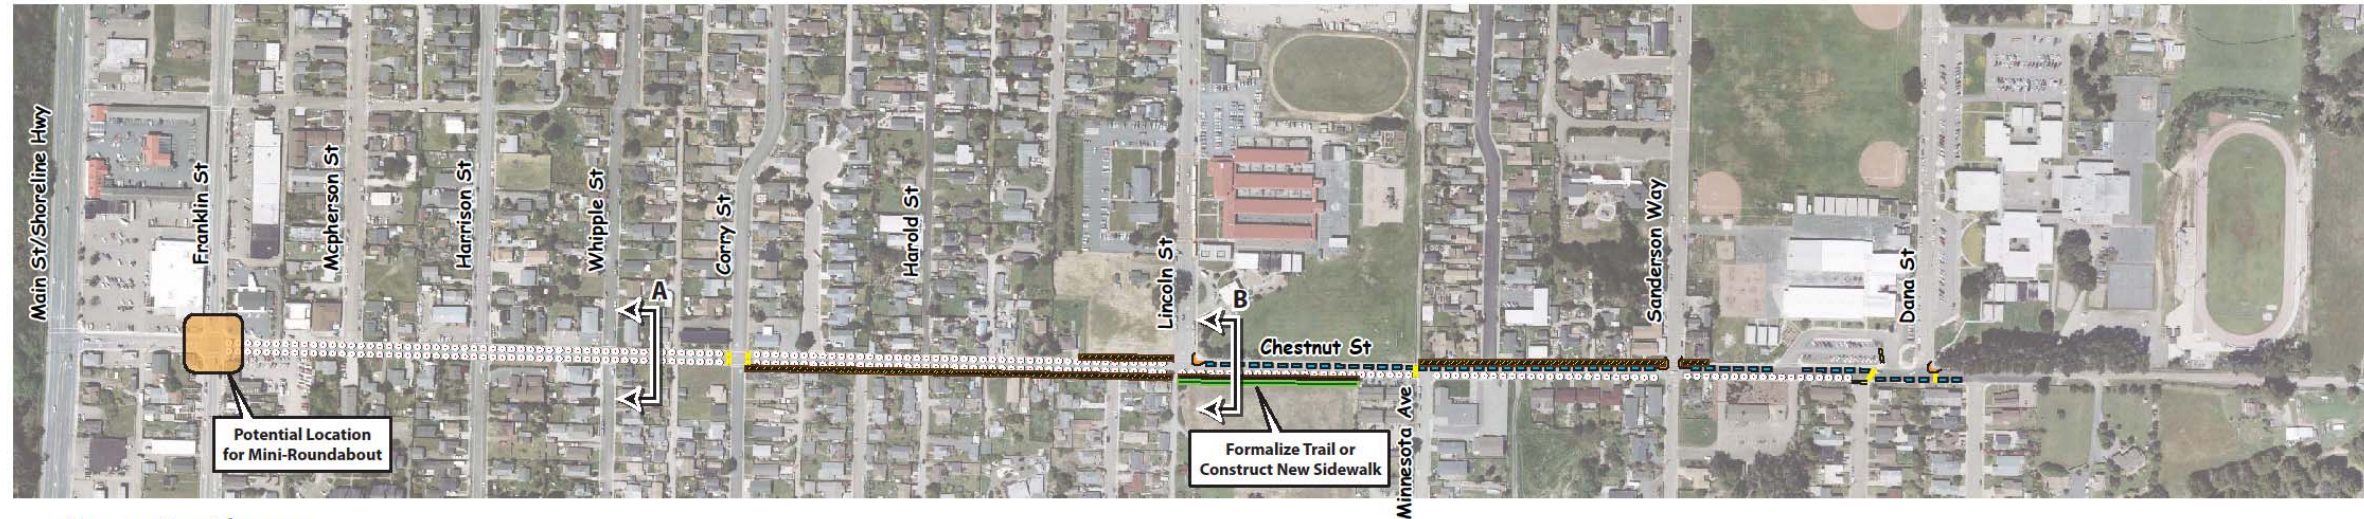 Main St/Shoreline Hwy
Franklin St
Mcpherson St
Harrison St
Whipple St
A
Corry St
Harold St
Lincoln St
B
Chestnut St
Minnesota Ave
Sanderson Way
Dana St
Potential Location
for Mini-Roundabout
Formalize Trail or
Construct New Sidewalk